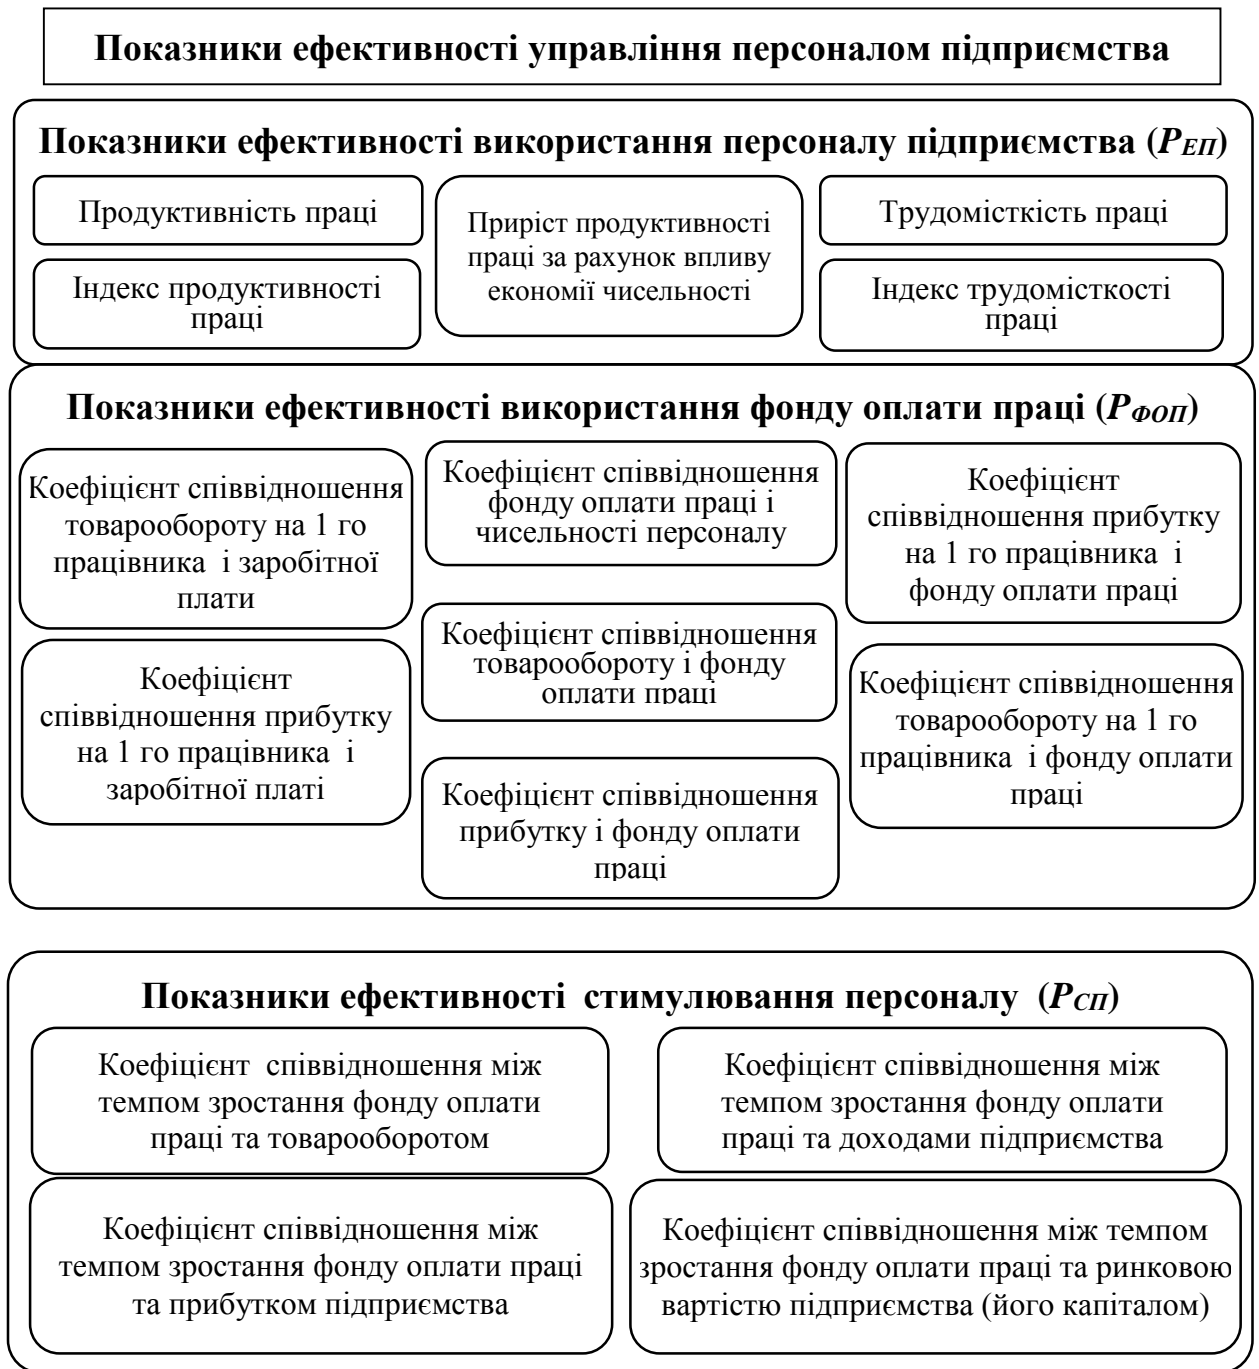 Показники ефективності управління персоналом підприємства
Показники ефективності використання персоналу підприємства (PЕП)
Продуктивність праці
Індекс продуктивності
праці
Приріст продуктивності
праці за рахунок впливу
економії чисельності
Трудомісткість праці
Індекс трудомісткості
праці
Показники ефективності використання фонду оплати праці (PФОП)
Коефіцієнт співвідношення
товарообороту на 1 го
працівника і заробітної
плати
Коефіцієнт
співвідношення прибутку
на 1 го працівника і
заробітної платі
Коефіцієнт співвідношення
фонду оплати праці і
чисельності персоналу
Коефіцієнт співвідношення
товарообороту і фонду
оплати праці
Коефіцієнт співвідношення
прибутку і фонду оплати
праці
Коефіцієнт
співвідношення прибутку
на 1 го працівника і
фонду оплати праці
Коефіцієнт співвідношення
товарообороту на 1 го
працівника і фонду оплати
праці
Показники ефективності стимулювання персоналу (PСП)
Коефіцієнт співвідношення між
темпом зростання фонду оплати
праці та товарооборотом
Коефіцієнт співвідношення між
темпом зростання фонду оплати
праці та доходами підприємства
Коефіцієнт співвідношення між
темпом зростання фонду оплати праці
та прибутком підприємства
Коефіцієнт співвідношення між темпом
зростання фонду оплати праці та ринковою
вартістю підприємства (його капіталом)